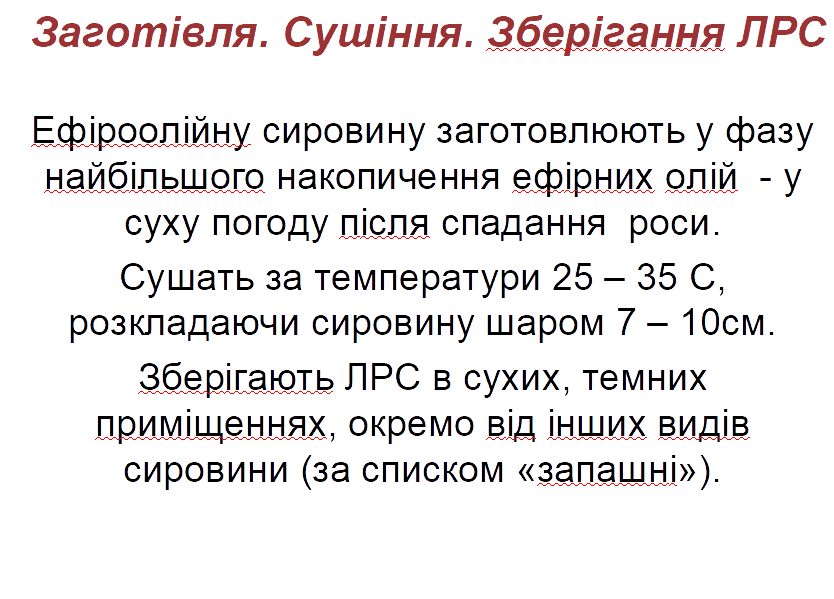 Заготівля. Сушіння. Зберігання ЛРС
Ефіроолійну сировину заготовлюють у фазу
найбільшого накопичення ефірних олій - у
суху погоду після спадання роси.
Сушать за температури 25 – 35 С,
розкладаючи сировину шаром 7 – 10см.
Зберігають ЛРС в сухих, темних
приміщеннях, окремо від інших видів
сировини (за списком «запашні»).